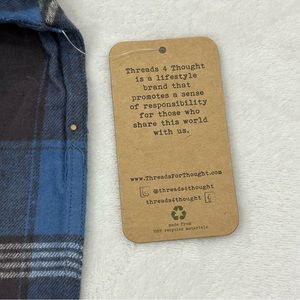 Threads 4 Thought
is a lifestyle
brand that
promotes a sense
of responsibility
for those who
share this world
with us.
www.ThreadsForThought.com
@threads4thought
threads4thought
made from
100% recycled materials